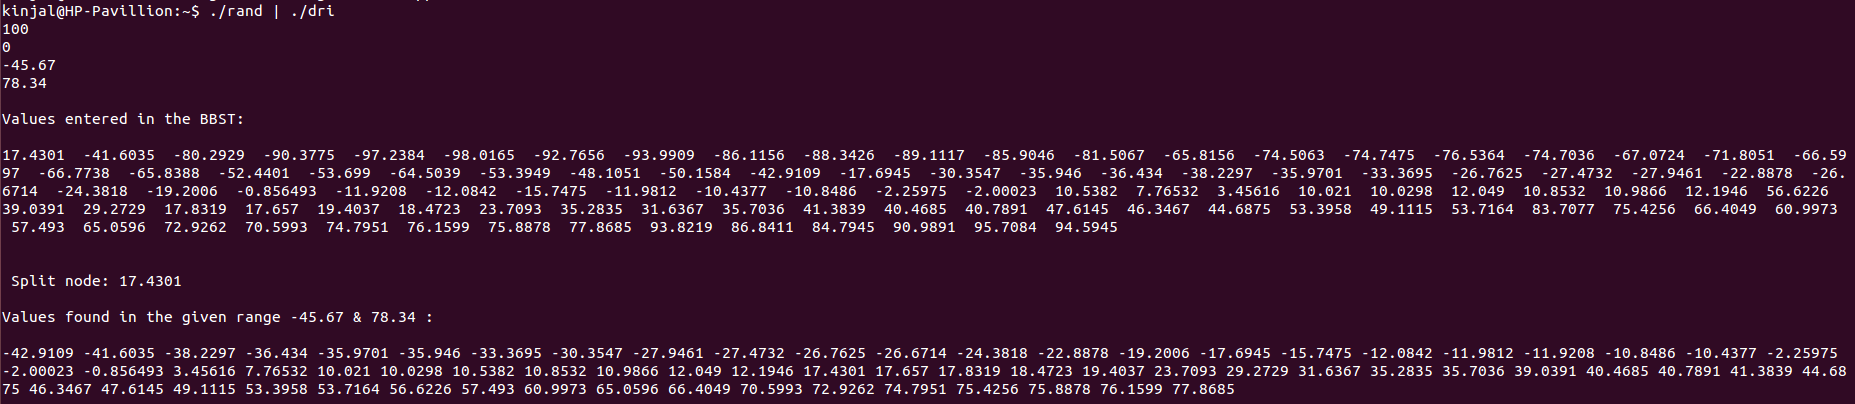 kinjal@HP-Pavillion:~$ ./rand | ./dri
100
0
-45.67
78.34
Values entered in the BBST:
17.4301  -41.6035  -80.2929  -90.3775  -97.2384  -98.0165  -92.7656  -93.9909  -86.1156  -88.3426  -89.1117  -85.9046  -81.5067  -65.8156  -74.5063  -74.7475  -76.5364  -74.7036  -67.0724  -71.8051  -66.59
97  -66.7738  -65.8388  -52.4401  -53.699  -64.5039  -53.3949  -48.1051  -50.1584  -42.9109  -17.6945  -30.3547  -35.946  -36.434  -38.2297  -35.9701  -33.3695  -26.7625  -27.4732  -27.9461  -22.8878  -26.
6714  -24.3818  -19.2006  -0.856493  -11.9208  -12.0842  -15.7475  -11.9812  -10.4377  -10.8486  -2.25975  -2.00023  10.5382  7.76532  3.45616  10.021  10.0298  12.049  10.8532  10.9866  12.1946  56.6226
39.0391  29.2729  17.8319  17.657  19.4037  18.4723  23.7093  35.2835  31.6367  35.7036  41.3839  40.4685  40.7891  47.6145  46.3467  44.6875  53.3958  49.1115  53.7164  83.7077  75.4256  66.4049  60.9973
57.493  65.0596  72.9262  70.5993  74.7951  76.1599  75.8878  77.8685  93.8219  86.8411  84.7945  90.9891  95.7084  94.5945
Split node: 17.4301
Values found in the given range -45.67 & 78.34 :
-42.9109 -41.6035 -38.2297 -36.434 -35.9701 -35.946 -33.3695 -30.3547 -27.9461 -27.4732 -26.7625 -26.6714 -24.3818 -22.8878 -19.2006 -17.6945 -15.7475 -12.0842 -11.9812 -11.9208 -10.8486 -10.4377 -2.25975
-2.00023 -0.856493 3.45616 7.76532 10.021 10.0298 10.5382 10.8532 10.9866 12.049 12.1946 17.4301 17.657 17.8319 18.4723 19.4037 23.7093 29.2729 31.6367 35.2835 35.7036 39.0391 40.4685 40.7891 41.3839 44.68
75 46.3467 47.6145 49.1115 53.3958 53.7164 56.6226 57.493 60.9973 65.0596 66.4049 70.5993 72.9262 74.7951 75.4256 75.8878 76.1599 77.8685